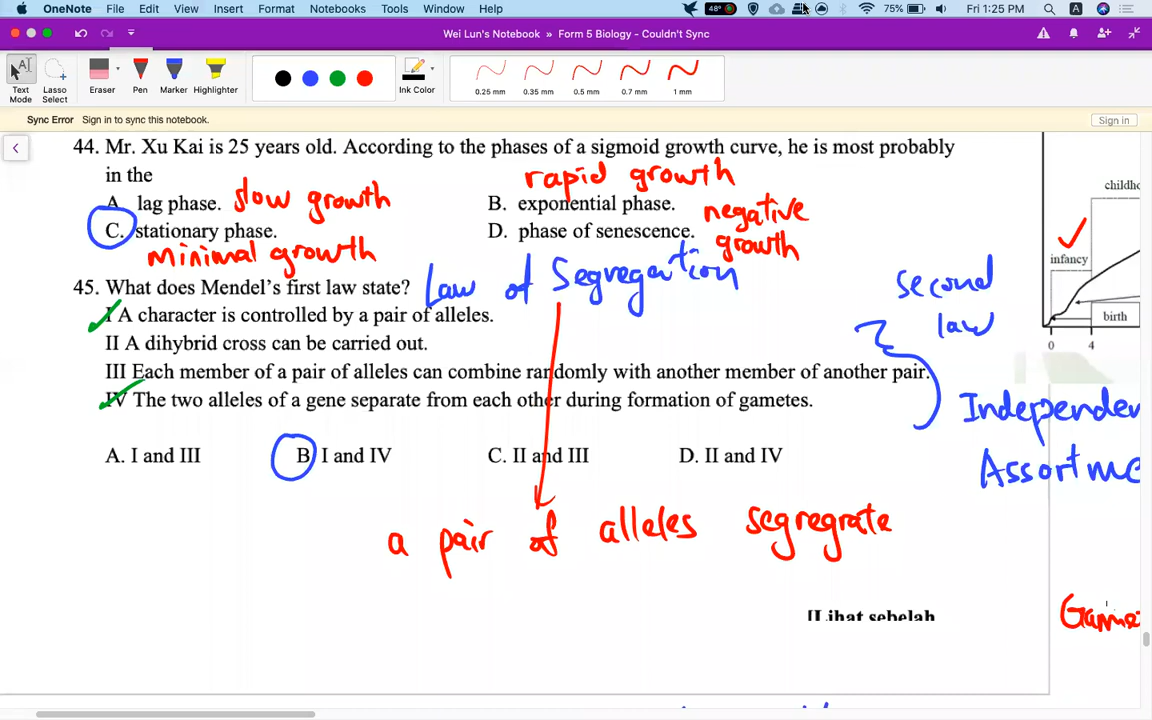 OneNote File Edit View Insert Format Notebooks Tools Window Help 48° 75% Fri 1:25 PM A
Wei Lun's Notebook » Form 5 Biology - Couldn't Sync
A
Text Mode
Lasso Select
Eraser
Pen
Marker
Highlighter
Ink Color
0.25 mm 0.35 mm 0.5 mm 0.7 mm 1 mm
Sync Error Sign in to sync this notebook. Sign in
44. Mr. Xu Kai is 25 years old. According to the phases of a sigmoid growth curve, he is most probably
in the
rapid growth
A. lag phase. slow growth B. exponential phase.
negative growth
C. stationary phase. D. phase of senescence.
minimal growth
childh
infancy
birth
0 4
45. What does Mendel's first law state? Law of Segregation
I A character is controlled by a pair of alleles.
II A dihybrid cross can be carried out.
III Each member of a pair of alleles can combine randomly with another member of another pair.
IV The two alleles of a gene separate from each other during formation of gametes.
second law
Independen
Assortme
A. I and III B. I and IV C. II and III D. II and IV
a pair of alleles segregrate
[Lihat sebelah
Game